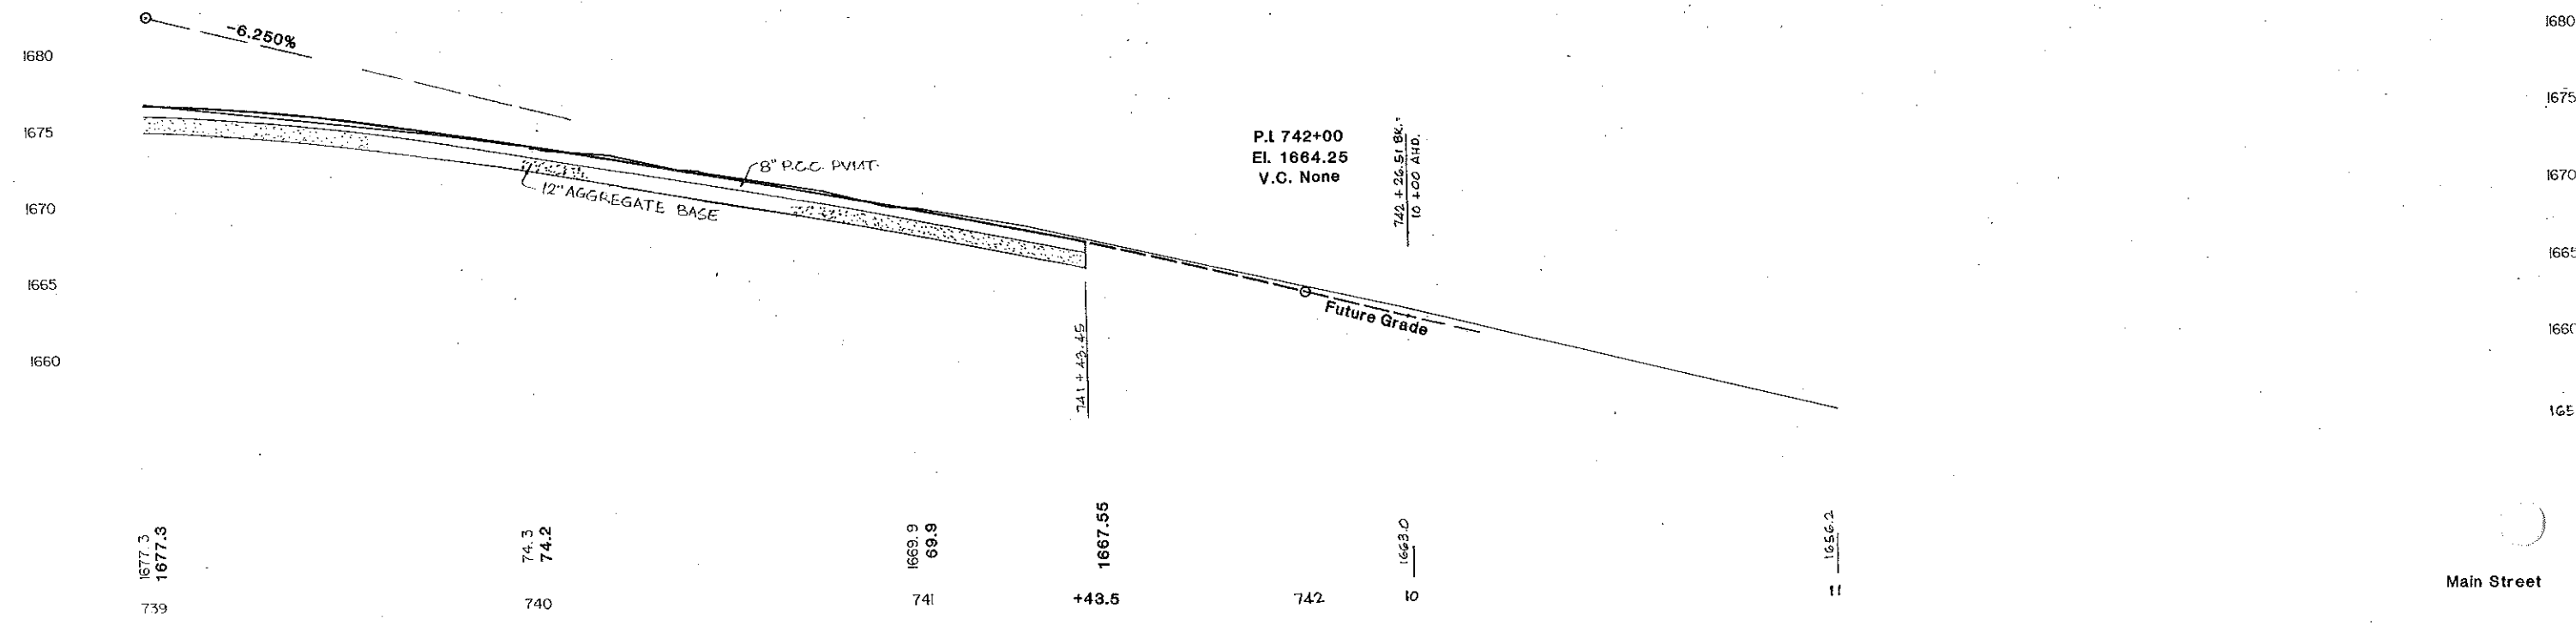 1680
1675
1670
1665
1660
-6.250%
8" P.C.C. PVMT.
12" AGGREGATE BASE
741 + 43.45
P.I. 742+00
El. 1664.25
V.C. None
742 + 26.51 BK.=
10 +00 AHD.
Future Grade
1680
1675
1670
1665
1660
165
1677.3
1677.3
74.3
74.2
1669.9
69.9
1667.55
1663.0
1656.2
739
740
741
+43.5
742
10
11
Main Street